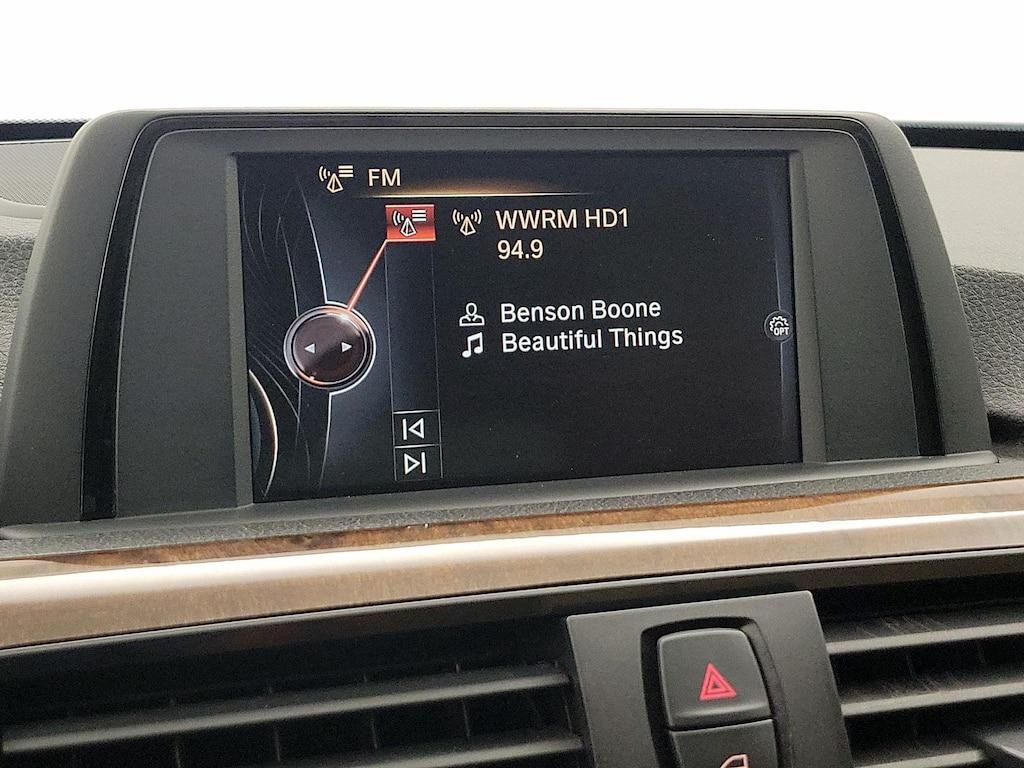 FM
WWRM HD1
94.9
Benson Boone
Beautiful Things
OPT